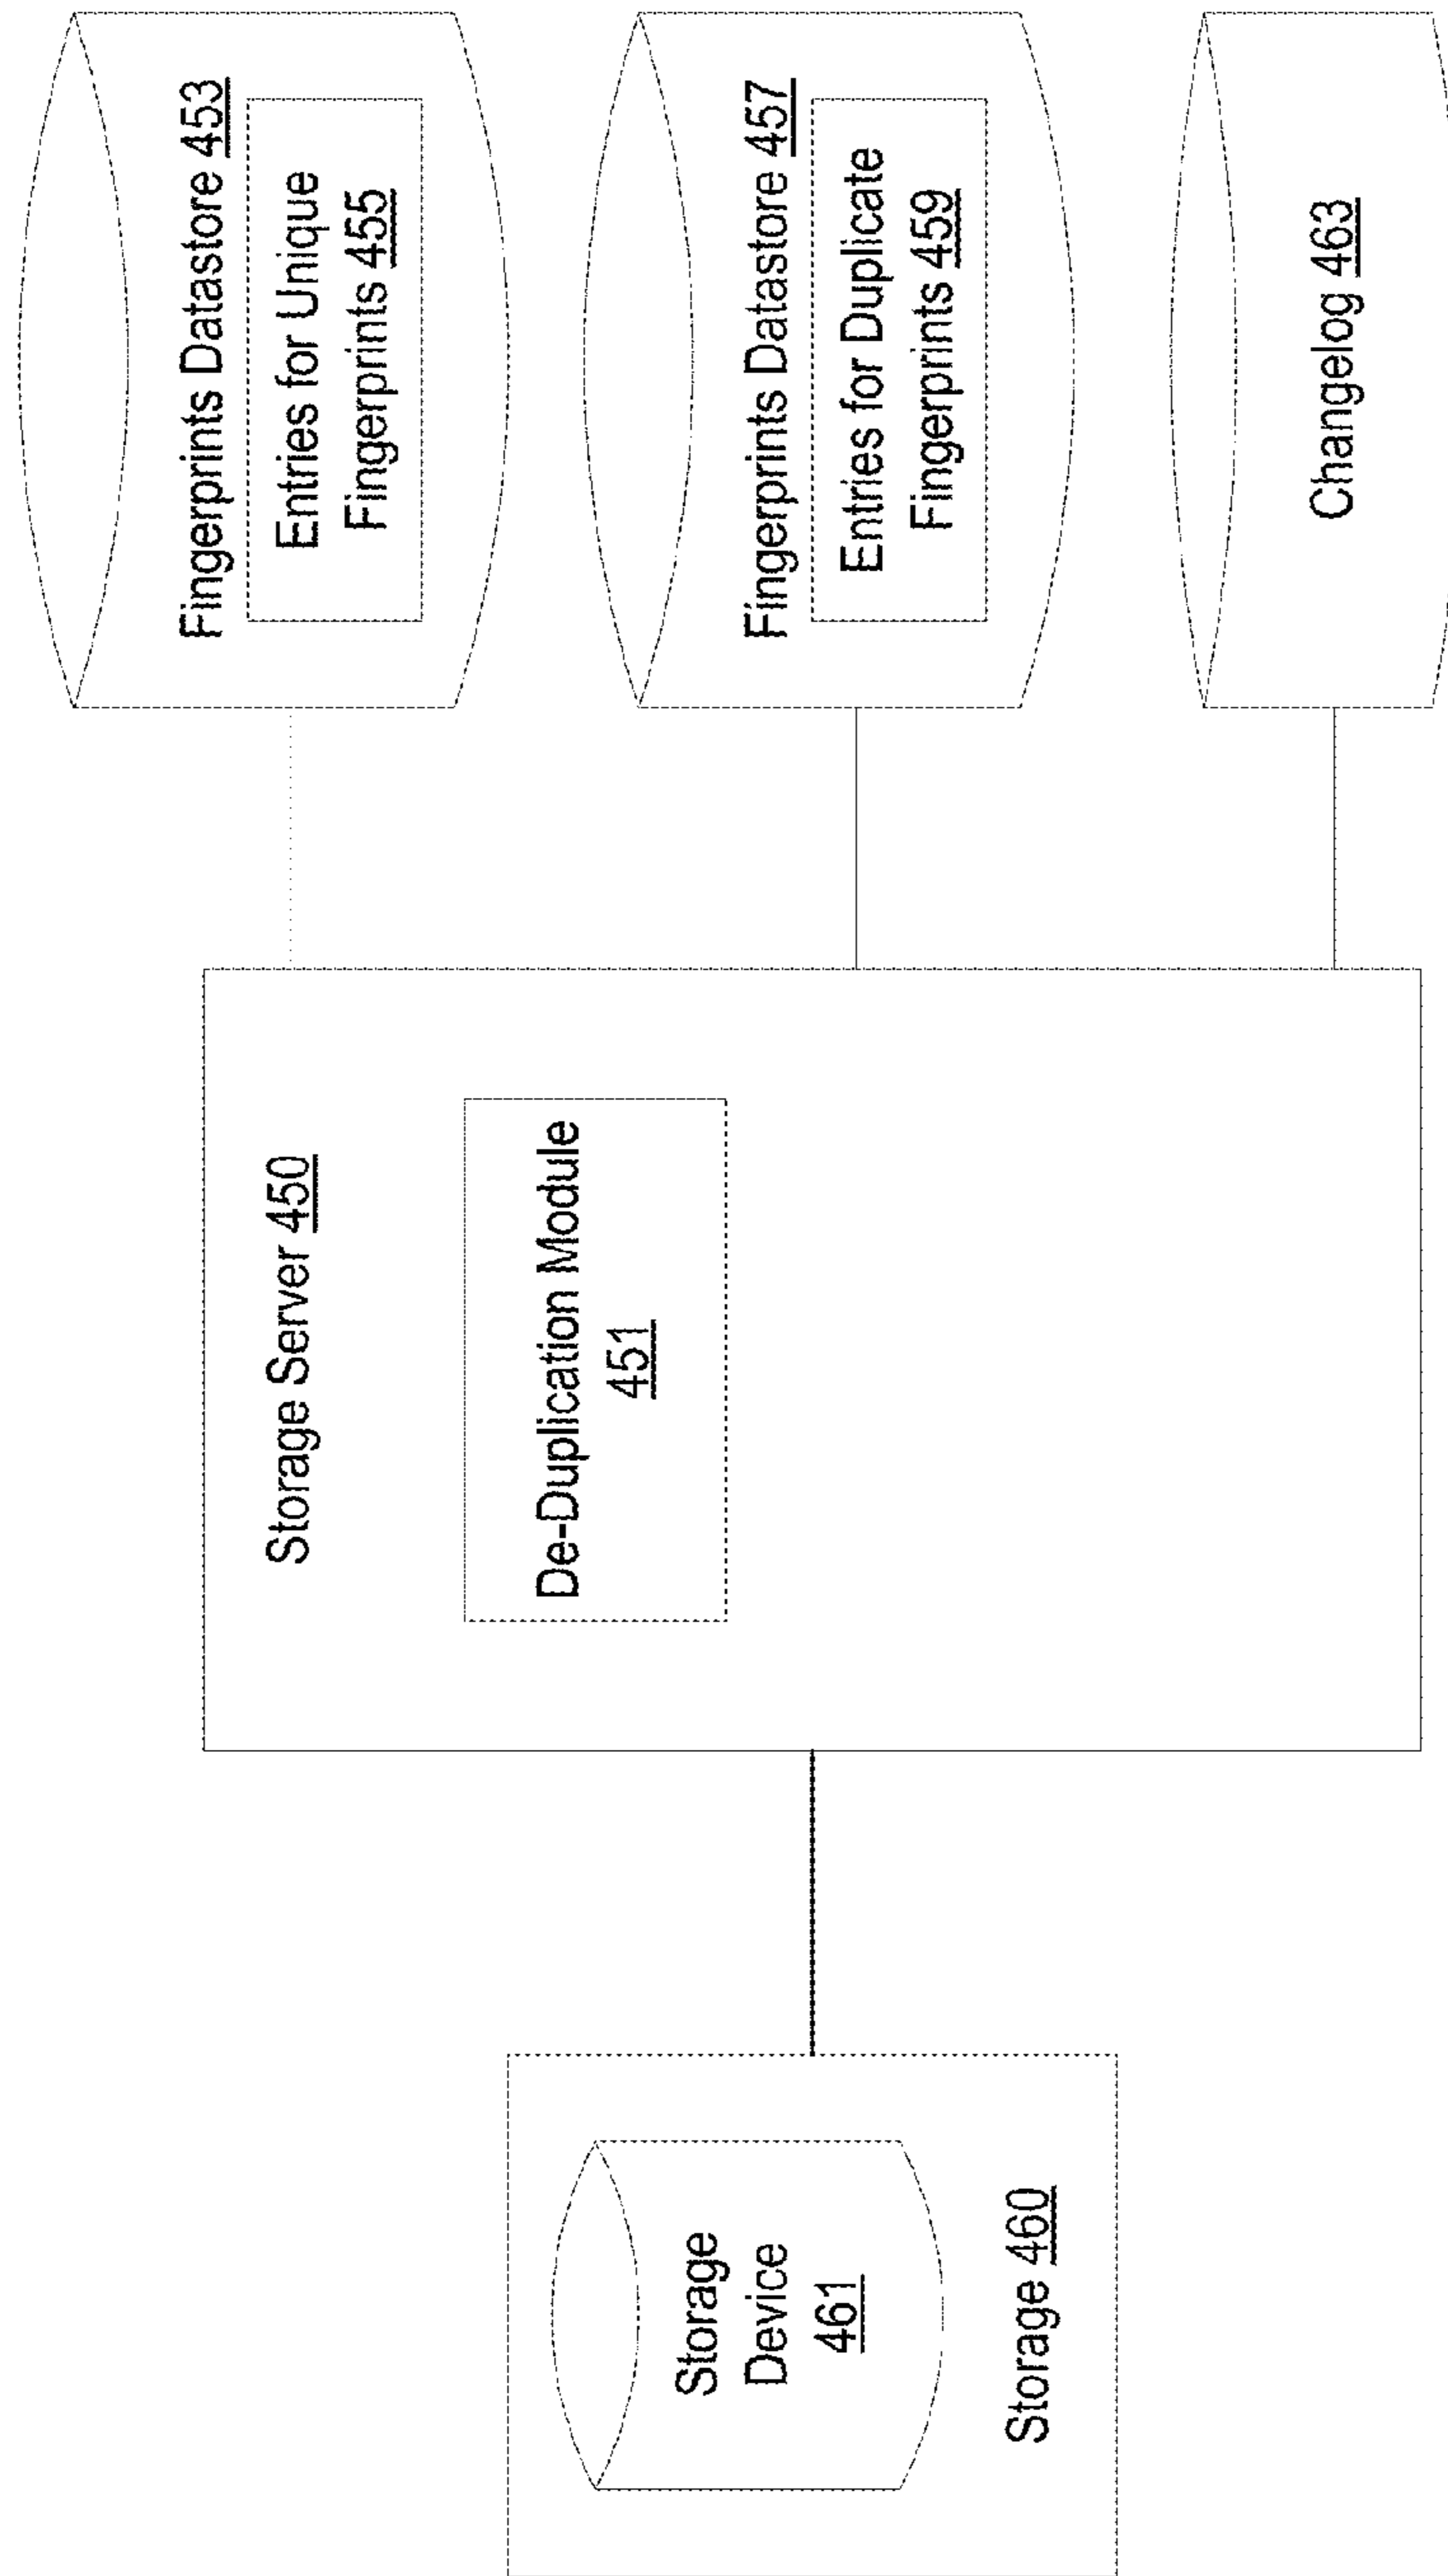 Storage
Device
461
Storage 460
Storage Server 450
De-Duplication Module
451
Fingerprints Datastore 453
Entries for Unique
Fingerprints 455
Fingerprints Datastore 457
Entries for Duplicate
Fingerprints 459
Changelog 463